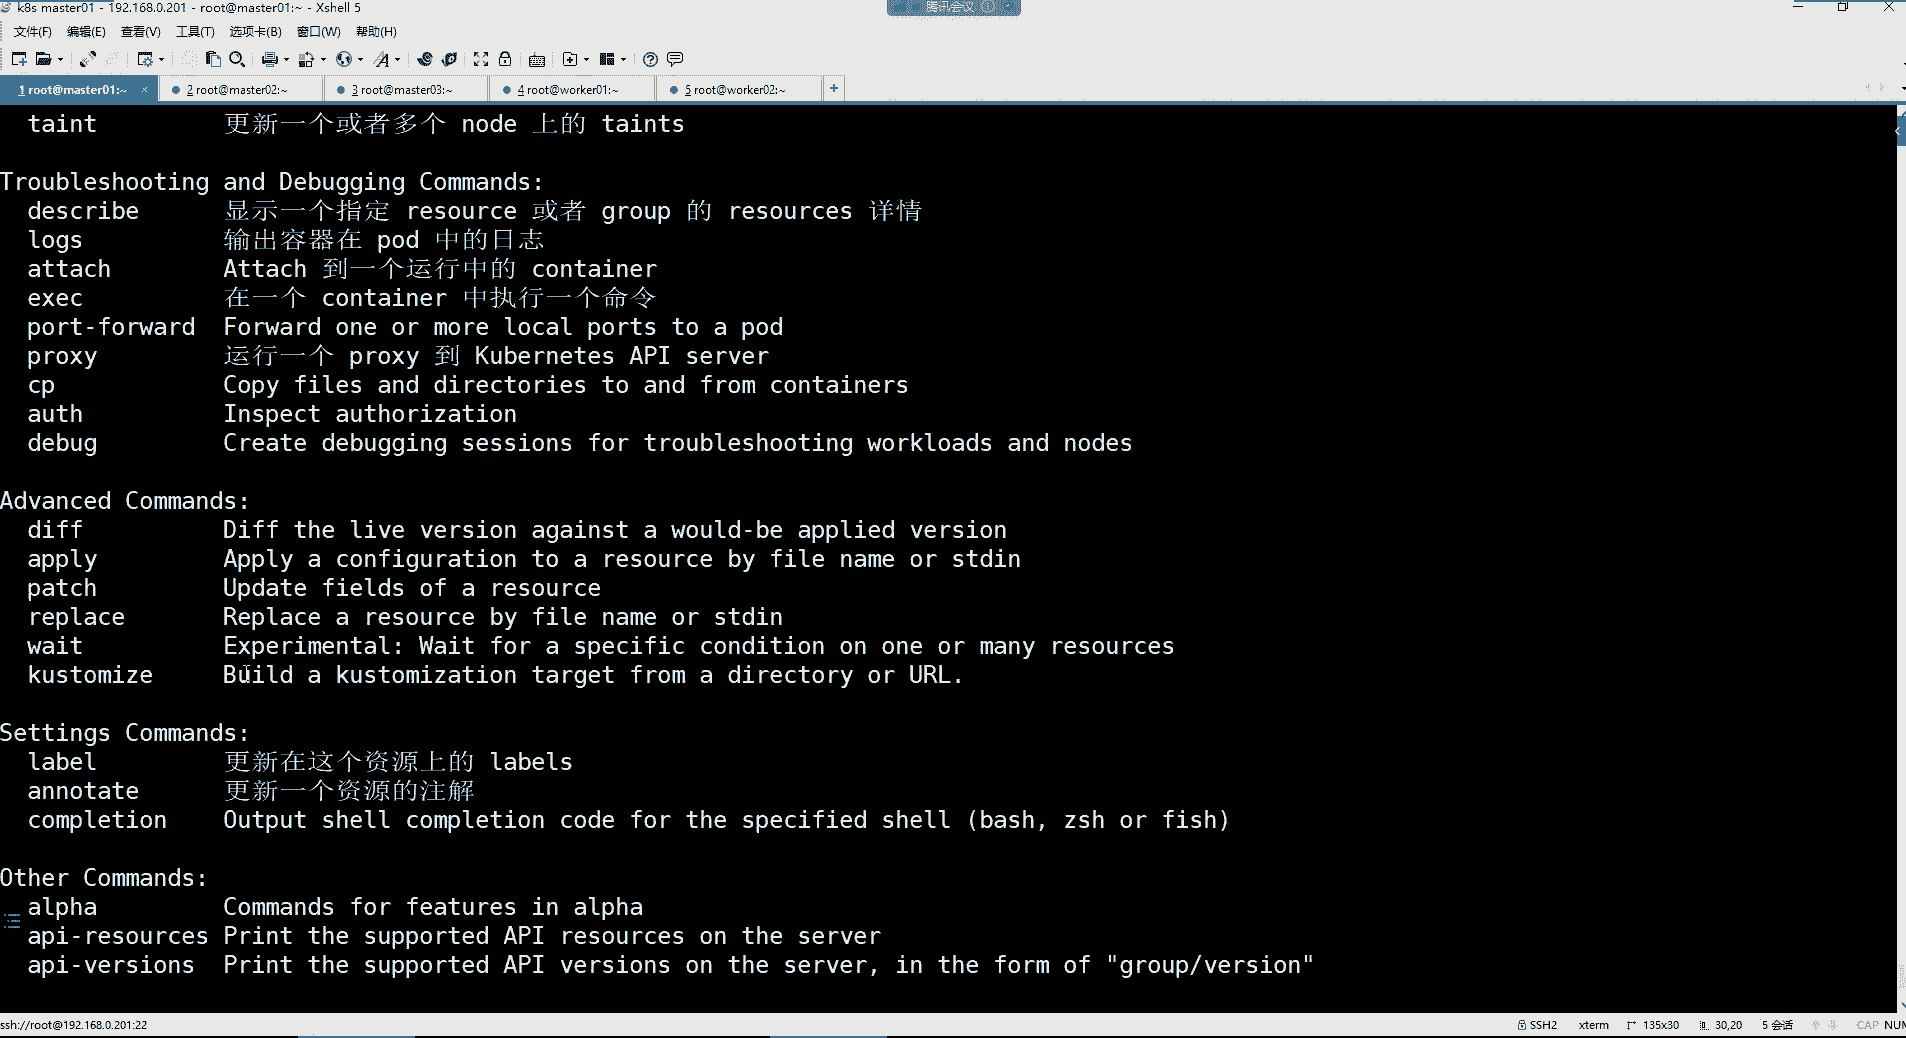 k8s master01 - 192.168.0.201 - root@master01:~ - Xshell 5
腾讯会议
文件(F) 编辑(E) 查看(V) 工具(T) 选项卡(B) 窗口(W) 帮助(H)
1 root@master01:~ × 2 root@master02:~ 3 root@master03:~ 4 root@worker01:~ 5 root@worker02:~ +
taint 更新一个或者多个 node 上的 taints
Troubleshooting and Debugging Commands:
describe 显示一个指定 resource 或者 group 的 resources 详情
logs 输出容器在 pod 中的日志
attach Attach 到一个运行中的 container
exec 在一个 container 中执行一个命令
port-forward Forward one or more local ports to a pod
proxy 运行一个 proxy 到 Kubernetes API server
cp Copy files and directories to and from containers
auth Inspect authorization
debug Create debugging sessions for troubleshooting workloads and nodes
Advanced Commands:
diff Diff the live version against a would-be applied version
apply Apply a configuration to a resource by file name or stdin
patch Update fields of a resource
replace Replace a resource by file name or stdin
wait Experimental: Wait for a specific condition on one or many resources
kustomize Build a kustomization target from a directory or URL.
Settings Commands:
label 更新在这个资源上的 labels
annotate 更新一个资源的注解
completion Output shell completion code for the specified shell (bash, zsh or fish)
Other Commands:
alpha Commands for features in alpha
api-resources Print the supported API resources on the server
api-versions Print the supported API versions on the server, in the form of "group/version"
ssh://root@192.168.0.201:22 SSH2 xterm 135x30 30,20 5 会话 CAP NUM